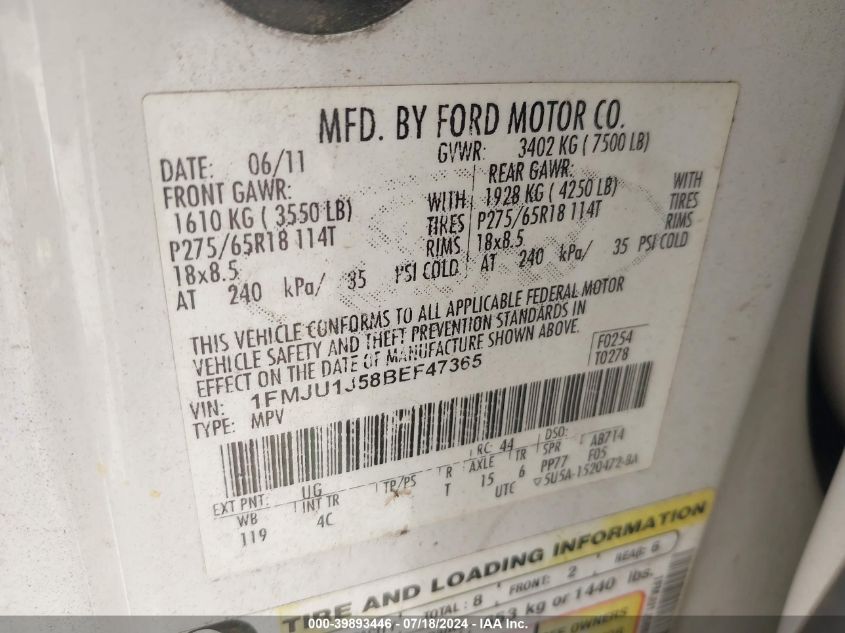 MFD. BY FORD MOTOR CO.
DATE: 06/11 GVWR: 3402 KG ( 7500 LB)
FRONT GAWR: REAR GAWR:
1610 KG ( 3550 LB) WITH 1928 KG ( 4250 LB) WITH
P275/65R18 114T TIRES P275/65R18 114T TIRES
18x8.5 RIMS 18x8.5 RIMS
AT 240 kPa/ 35 PSI COLD AT 240 kPa/ 35 PSI COLD
THIS VEHICLE CONFORMS TO ALL APPLICABLE FEDERAL MOTOR
VEHICLE SAFETY AND THEFT PREVENTION STANDARDS IN
EFFECT ON THE DATE OF MANUFACTURE SHOWN ABOVE.
F0254
T0278
VIN: 1FMJU1J58BEF47365
TYPE: MPV
EXT PNT: UG RC: 44 DSO:
WB INT TR TP/PS R AXLE TR SPR AB714
119 4C T 15 6 PP77 F05
UTC ▽5U5A-1520472-BA
TIRE AND LOADING INFORMATION
TOTAL: 8 FRONT: 2 REAR: 6
kg or 1440 lbs.
OWNERS
000-39893446 - 07/18/2024 - IAA Inc.